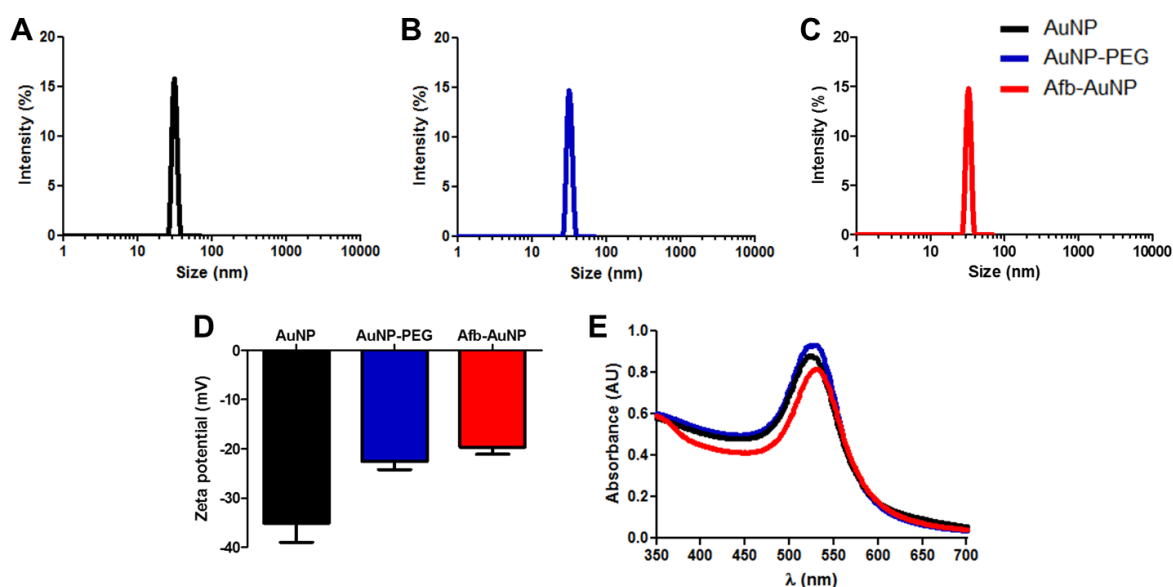 A
20
15
10
5
0
Intensity (%)
1 10 100 1000 10000
Size (nm)
B
20
15
10
5
0
Intensity (%)
1 10 100 1000 10000
Size (nm)
C
20
15
10
5
0
Intensity (%)
1 10 100 1000 10000
Size (nm)
AuNP
AuNP-PEG
Afb-AuNP
D
AuNP AuNP-PEG Afb-AuNP
0
-10
-20
-30
-40
Zeta potential (mV)
E
1.0
0.8
0.6
0.4
0.2
0.0
Absorbance (AU)
350 400 450 500 550 600 650 700
λ (nm)